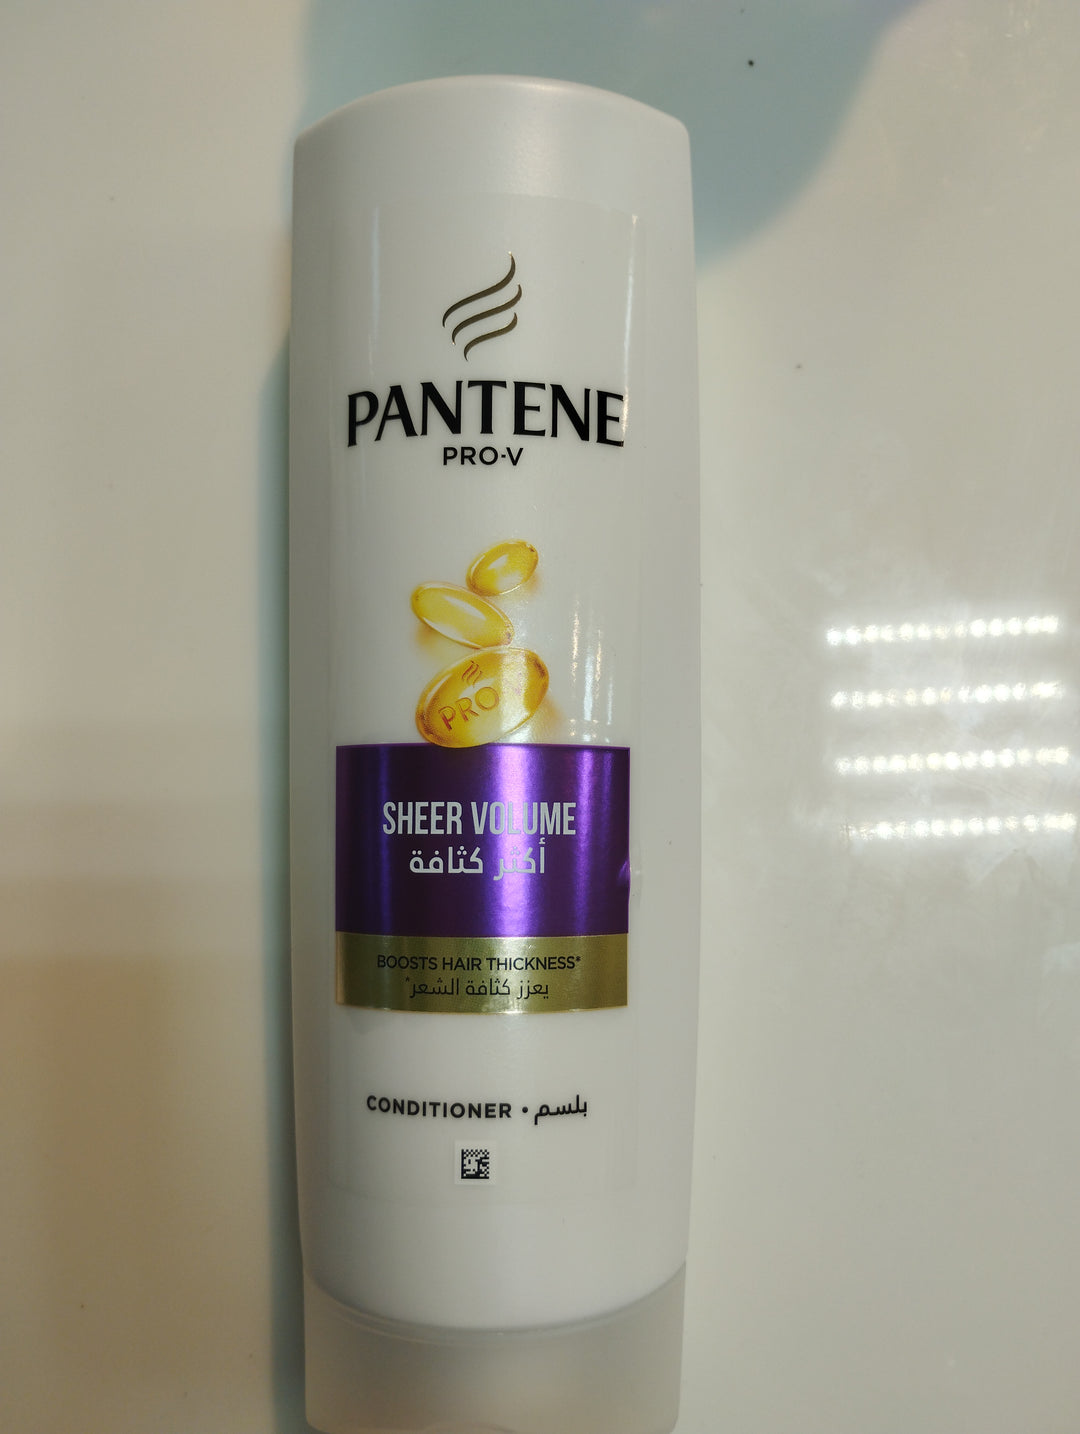 PANTENE
PRO-V
PRO
SHEER VOLUME
أكثر كثافة
BOOSTS HAIR THICKNESS*
يعزز كثافة الشعر*
CONDITIONER • بلسم